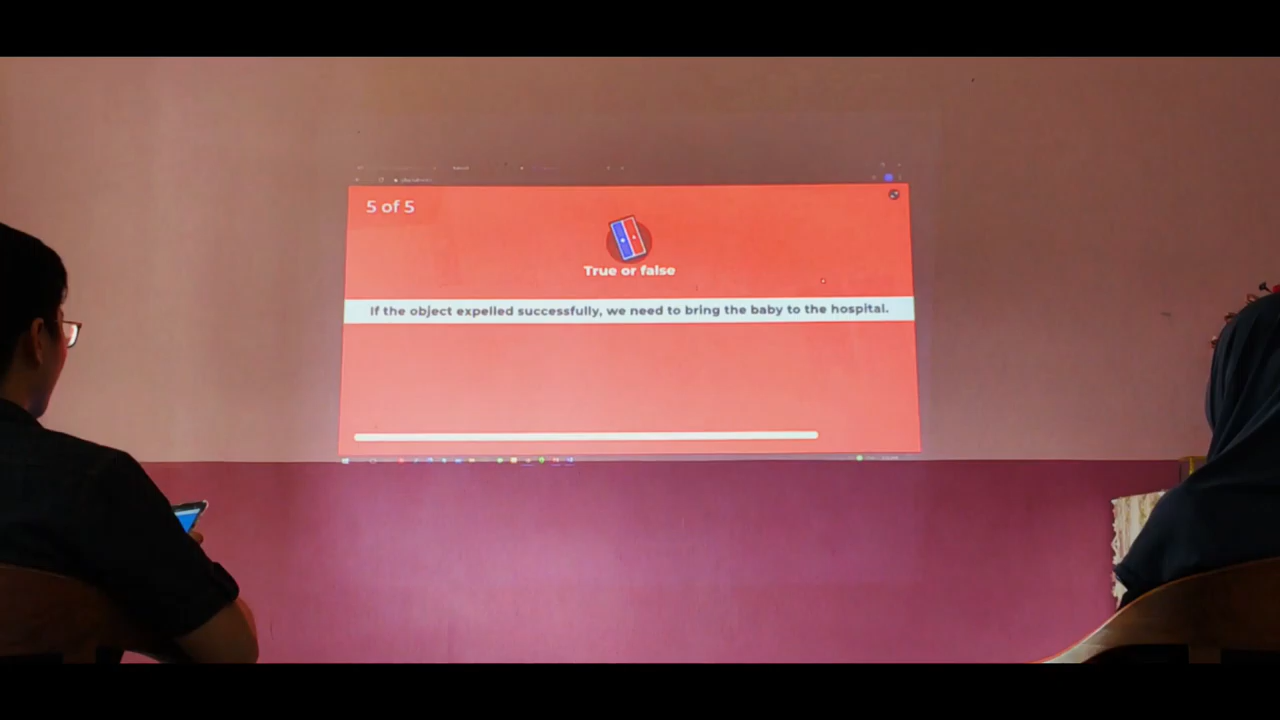 5 of 5
True or false
If the object expelled successfully, we need to bring the baby to the hospital.